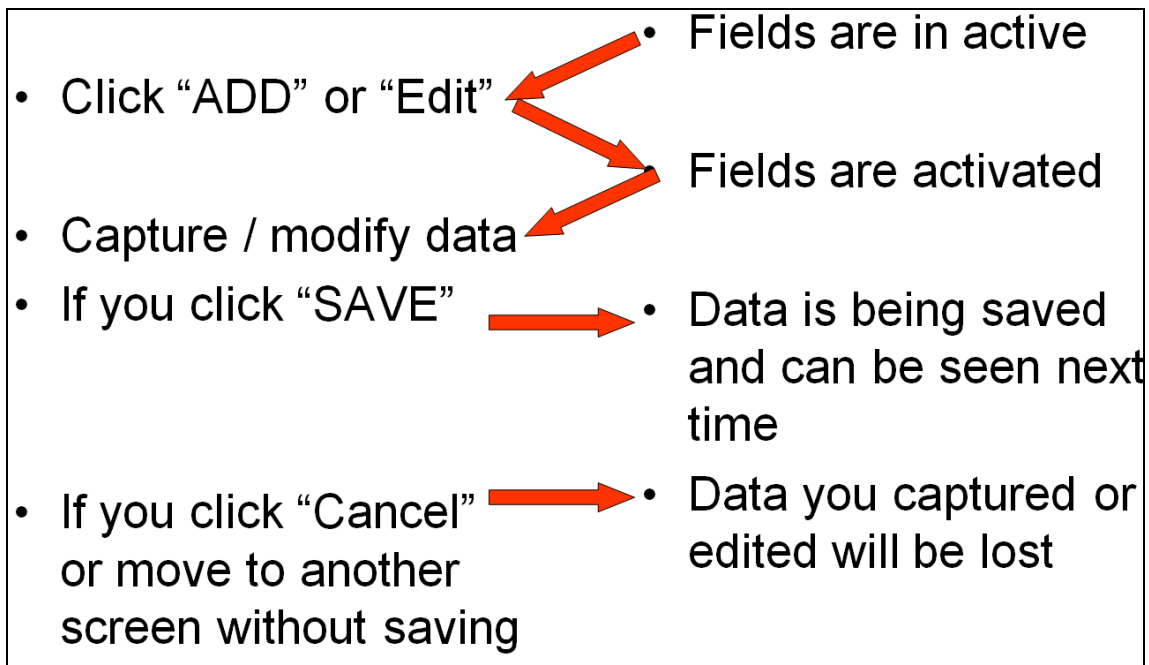 • Fields are in active
• Click “ADD” or “Edit”
• Fields are activated
• Capture / modify data
• If you click “SAVE”
• Data is being saved
and can be seen next
time
• If you click “Cancel”
or move to another
screen without saving
• Data you captured or
edited will be lost